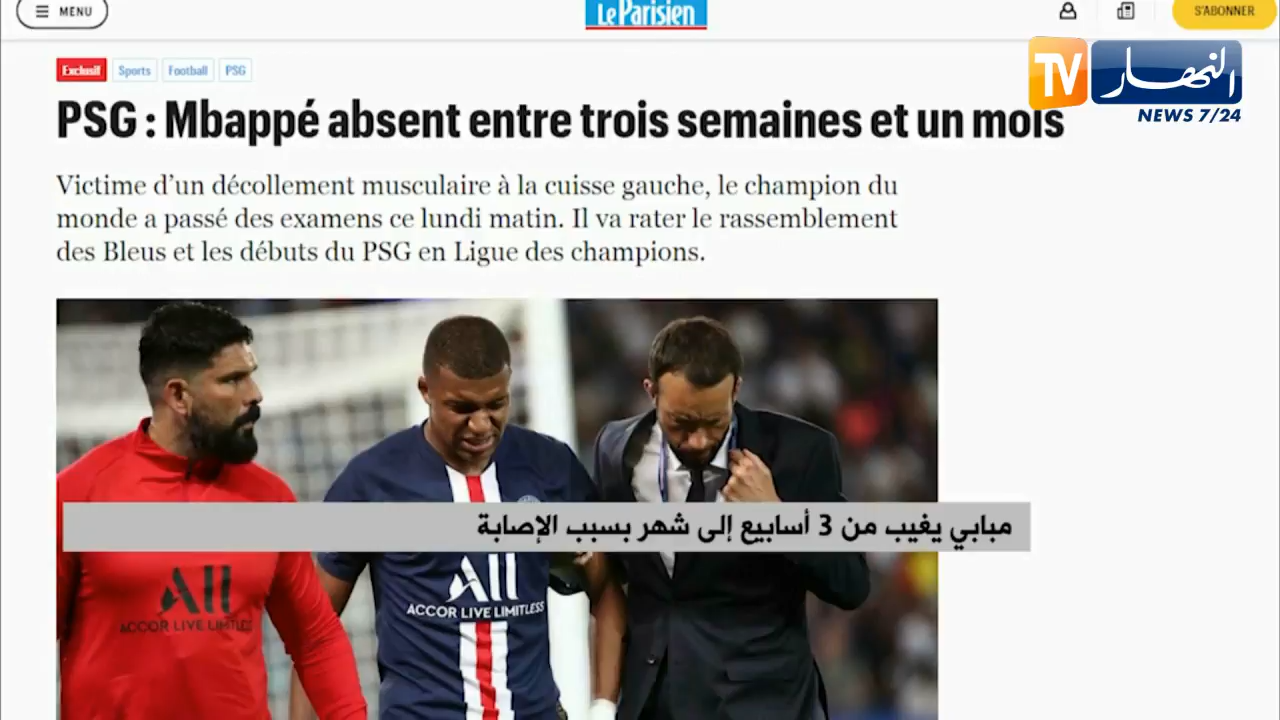 MENU
Le Parisien
S'ABONNER
Exclusif Sports Football PSG
TV النهار
NEWS 7/24
PSG : Mbappé absent entre trois semaines et un mois
Victime d'un décollement musculaire à la cuisse gauche, le champion du
monde a passé des examens ce lundi matin. Il va rater le rassemblement
des Bleus et les débuts du PSG en Ligue des champions.
مبابي يغيب من 3 أسابيع إلى شهر بسبب الإصابة
ALL
ACCOR LIVE LIMITLESS
ALL
ACCOR LIVE LIMITLESS